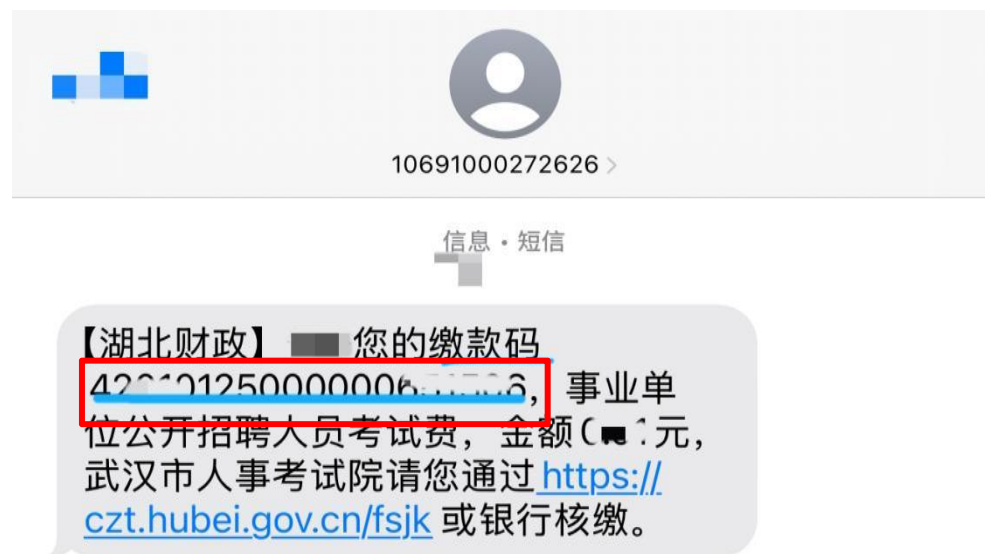 10691000272626
信息・短信
【湖北财政】 您的缴款码
事业单
位公开招聘人员考试费，金额 元，
武汉市人事考试院请您通过 https://
czt.hubei.gov.cn/fsjk 或银行核缴。